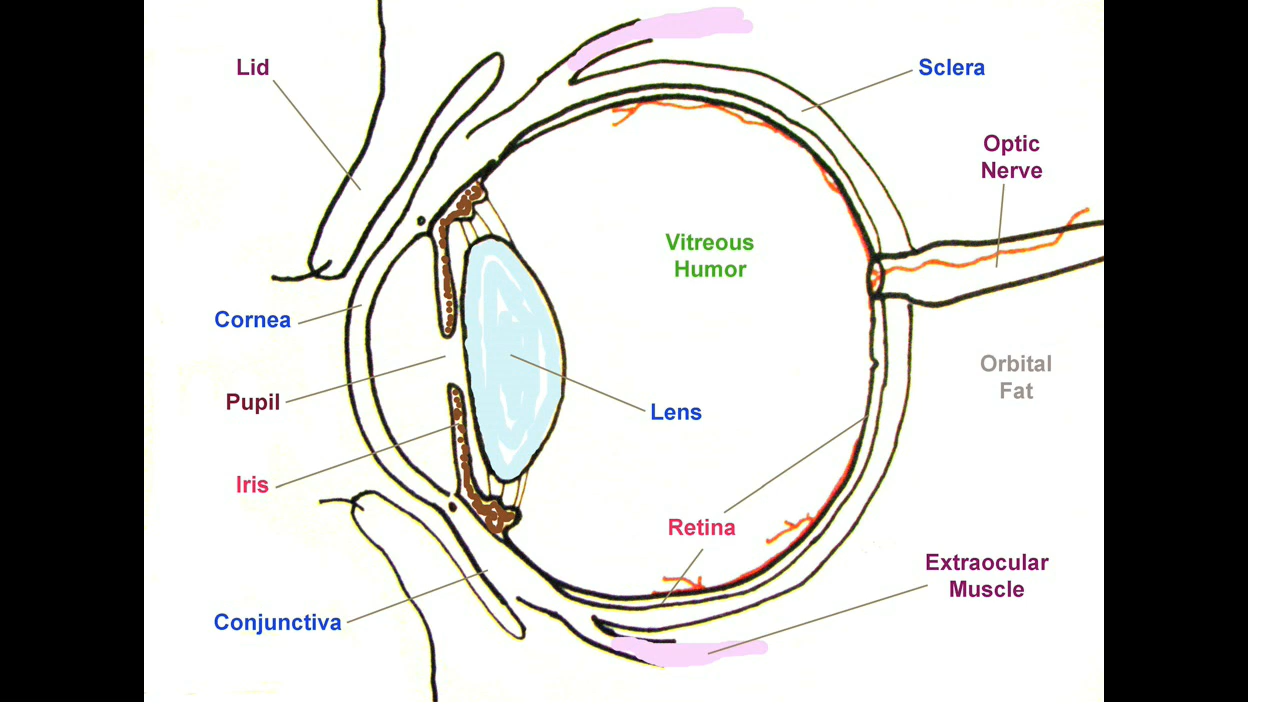 Lid
Sclera
Optic
Nerve
Vitreous
Humor
Cornea
Orbital
Fat
Pupil
Lens
Iris
Retina
Extraocular
Muscle
Conjunctiva